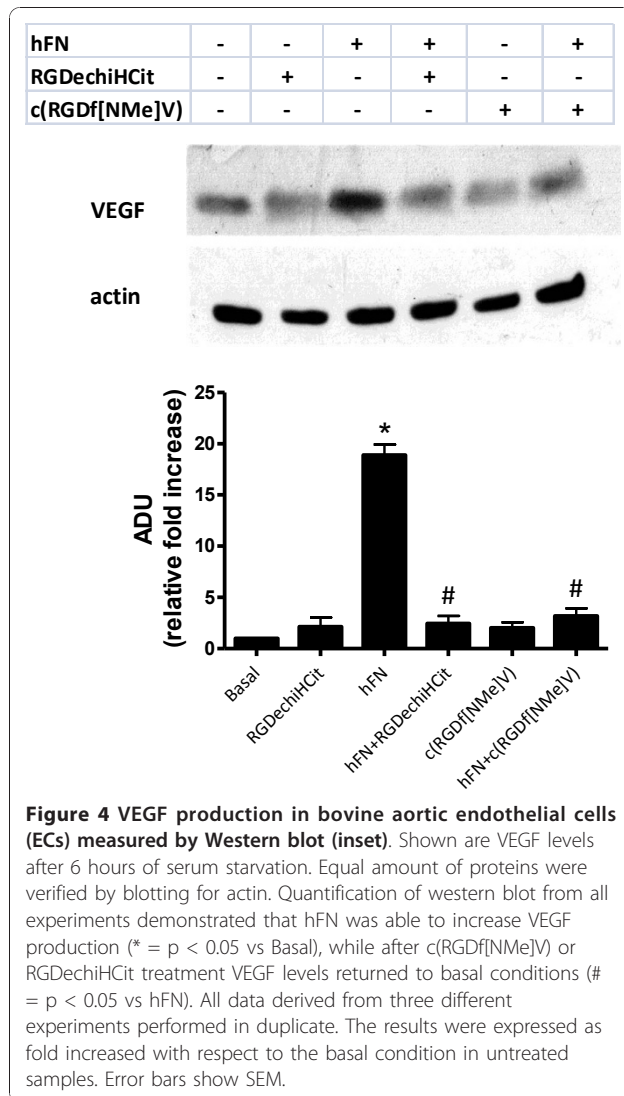 hFN - - + + - +
RGDechiHCit - + - + - -
c(RGDf[NMe]V) - - - - + +
VEGF
actin
ADU
(relative fold increase)
25
20
15
10
5
0
*
#
#
Basal
RGDechiHCit
hFN
hFN+RGDechiHCit
c(RGDf[NMe]V)
hFN+c(RGDf[NMe]V)
Figure 4 VEGF production in bovine aortic endothelial cells
(ECs) measured by Western blot (inset). Shown are VEGF levels
after 6 hours of serum starvation. Equal amount of proteins were
verified by blotting for actin. Quantification of western blot from all
experiments demonstrated that hFN was able to increase VEGF
production (* = p < 0.05 vs Basal), while after c(RGDf[NMe]V) or
RGDechiHCit treatment VEGF levels returned to basal conditions (#
= p < 0.05 vs hFN). All data derived from three different
experiments performed in duplicate. The results were expressed as
fold increased with respect to the basal condition in untreated
samples. Error bars show SEM.